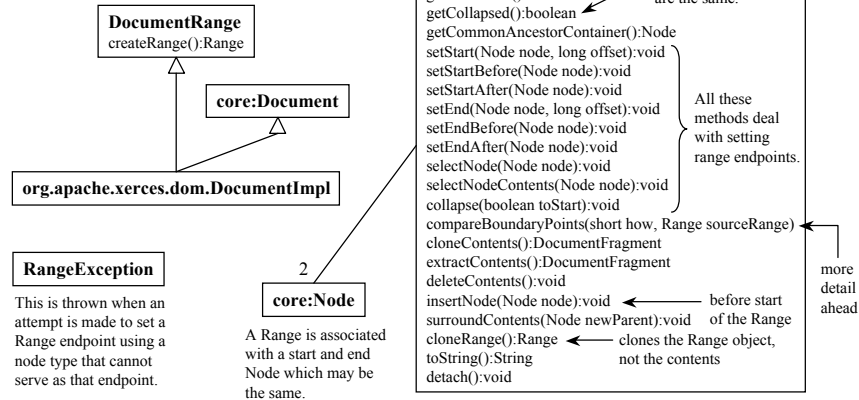 DocumentRange
createRange():Range
core:Document
org.apache.xerces.dom.DocumentImpl
RangeException
This is thrown when an
attempt is made to set a
Range endpoint using a
node type that cannot
serve as that endpoint.
2
core:Node
A Range is associated
with a start and end
Node which may be
the same.
getCollapsed():boolean
are the same.
getCommonAncestorContainer():Node
setStart(Node node, long offset):void
setStartBefore(Node node):void
setStartAfter(Node node):void
setEnd(Node node, long offset):void
setEndBefore(Node node):void
setEndAfter(Node node):void
selectNode(Node node):void
selectNodeContents(Node node):void
collapse(boolean toStart):void
All these
methods deal
with setting
range endpoints.
compareBoundaryPoints(short how, Range sourceRange)
cloneContents():DocumentFragment
extractContents():DocumentFragment
deleteContents():void
insertNode(Node node):void
before start
of the Range
surroundContents(Node newParent):void
cloneRange():Range
clones the Range object,
not the contents
toString():String
detach():void
more
detail
ahead